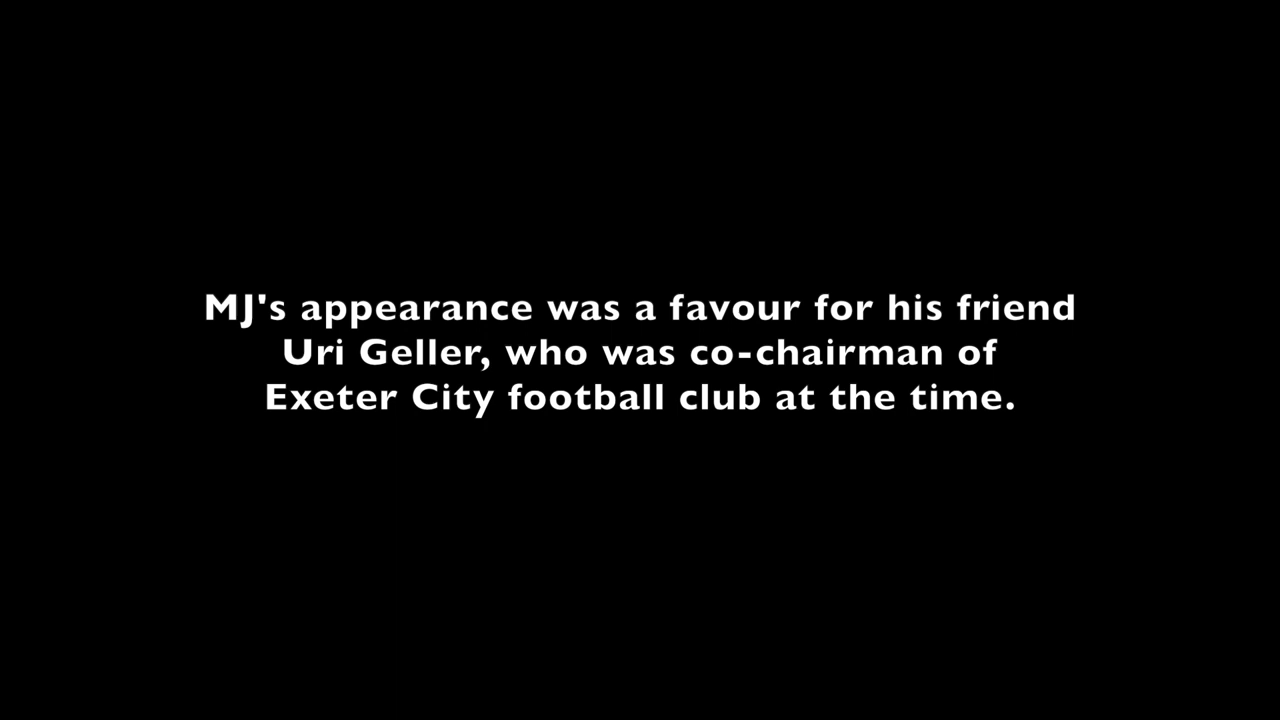 MJ's appearance was a favour for his friend
Uri Geller, who was co-chairman of
Exeter City football club at the time.